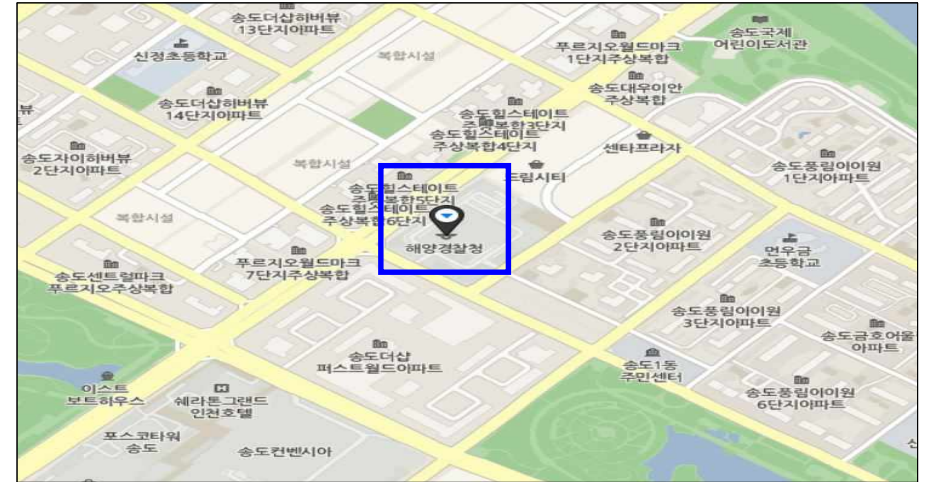 송도더샵하버뷰
13단지아파트
송도국제
어린이도서관
푸르지오월드마크
1단지주상복합
신정초등학교
복합시설
송도대우이안
주상복합
뷰
송도더샵하버뷰
14단지아파트
송도힐스테이트
주상복합3단지
송도힐스테이트
주상복합4단지
센타프라자
송도자이하버뷰
2단지아파트
복합시설
드림시티
송도풍림아이원
1단지아파트
송도힐스테이트
주상복합5단지
송도힐스테이트
주상복합6단지
복합시설
해양경찰청
송도풍림아이원
2단지아파트
먼우금
초등학교
푸르지오월드마크
7단지주상복합
송도센트럴파크
푸르지오주상복합
송도풍림아이원
3단지아파트
송도금호어울
아파트
송도더샵
퍼스트월드아파트
송도1동
주민센터
이스트
보트하우스
쉐라톤그랜드
인천호텔
송도풍림아이원
6단지아파트
포스코타워
송도
송도컨벤시아